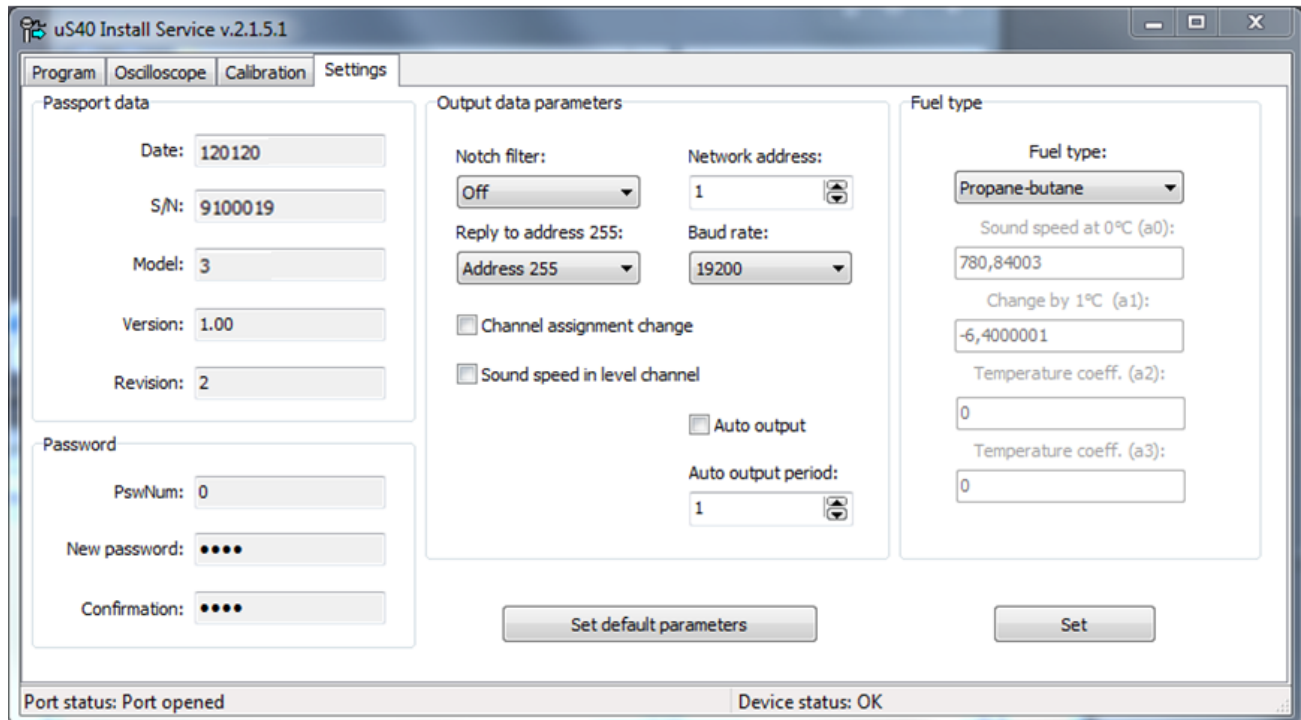 uS40 Install Service v.2.1.5.1
Program Oscilloscope Calibration Settings
Passport data
Date: 120120
S/N: 9100019
Model: 3
Version: 1.00
Revision: 2
Password
PswNum: 0
New password: ●●●●
Confirmation: ●●●●
Output data parameters
Notch filter:
Off
Network address:
1
Reply to address 255:
Address 255
Baud rate:
19200
Channel assignment change
Sound speed in level channel
Auto output
Auto output period:
1
Set default parameters
Fuel type
Fuel type:
Propane-butane
Sound speed at 0°C (a0):
780,84003
Change by 1°C (a1):
-6,4000001
Temperature coeff. (a2):
0
Temperature coeff. (a3):
0
Set
Port status: Port opened
Device status: OK